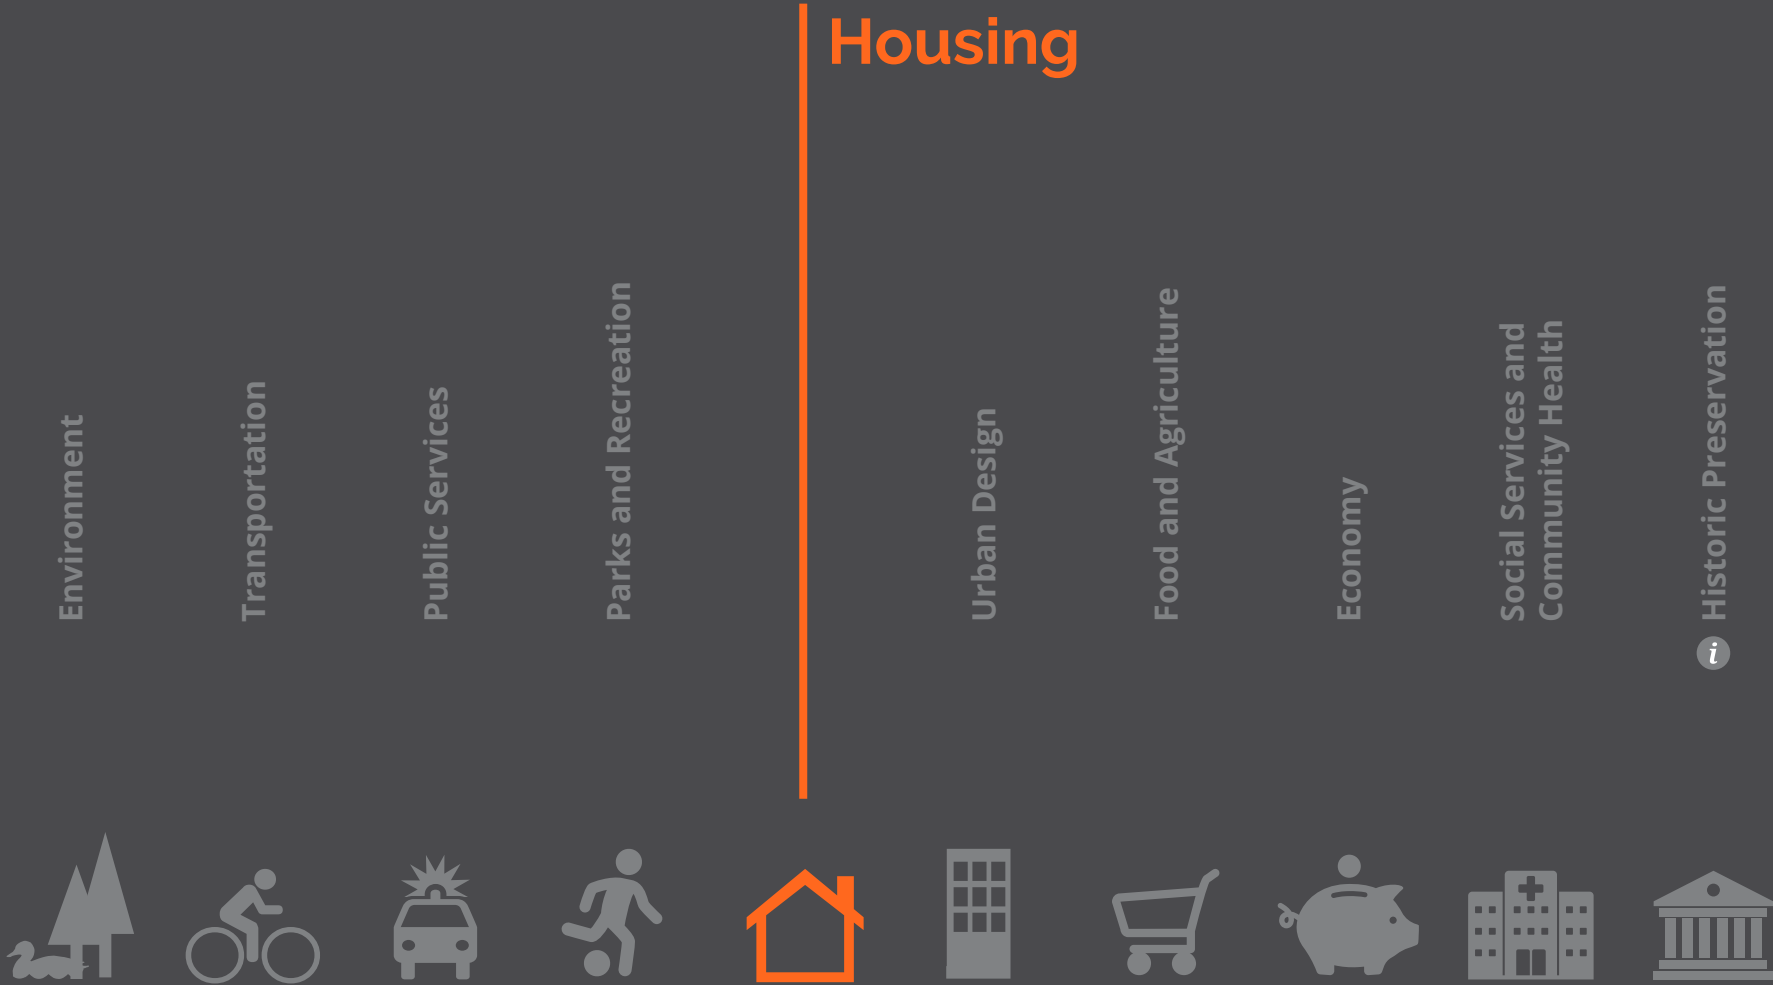 Housing
Environment
Transportation
Public Services
Parks and Recreation
Urban Design
Food and Agriculture
Economy
Social Services and
Community Health
Historic Preservation
i